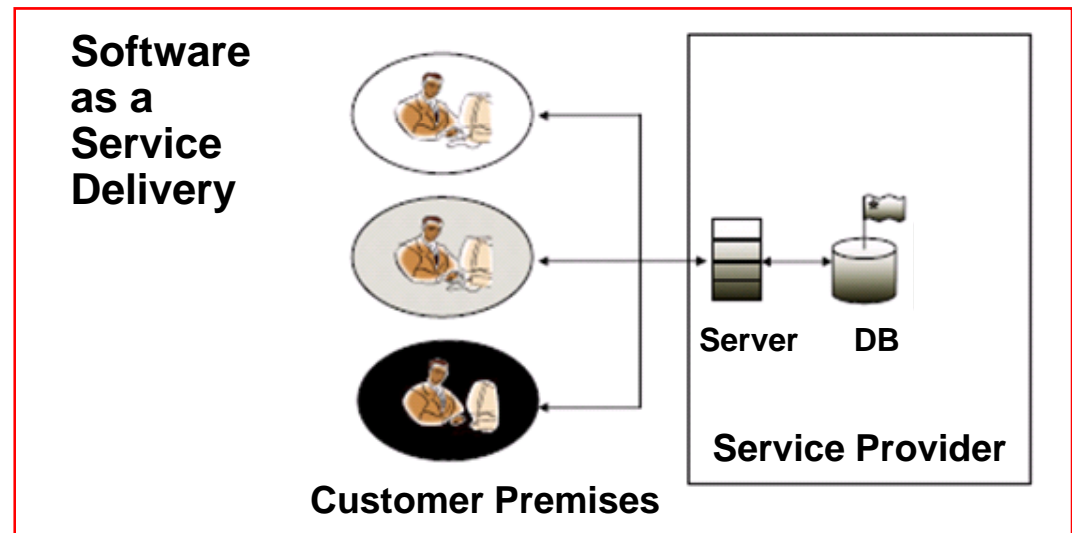 Software
as a
Service
Delivery
Server DB
Service Provider
Customer Premises